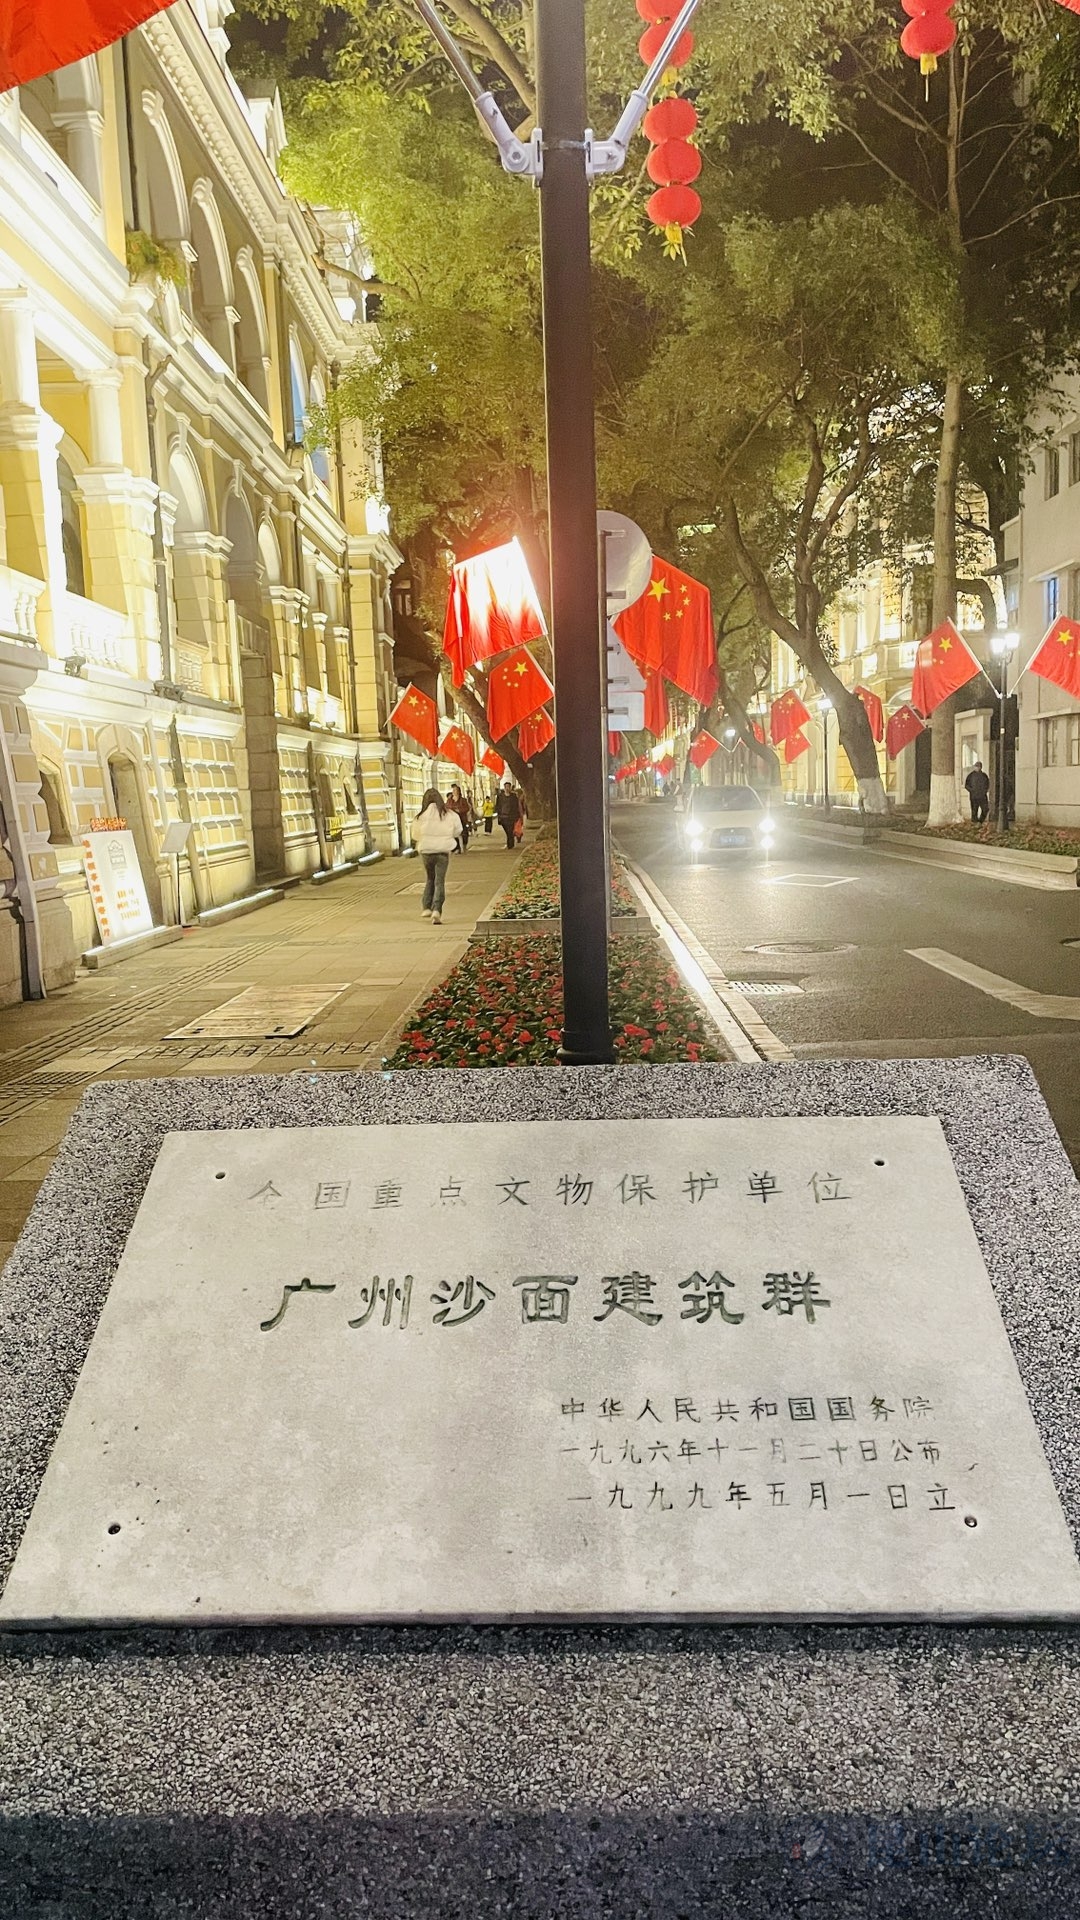 全国重点文物保护单位
广州沙面建筑群
中华人民共和国国务院
一九九六年十一月二十日公布
一九九九年五月一日立